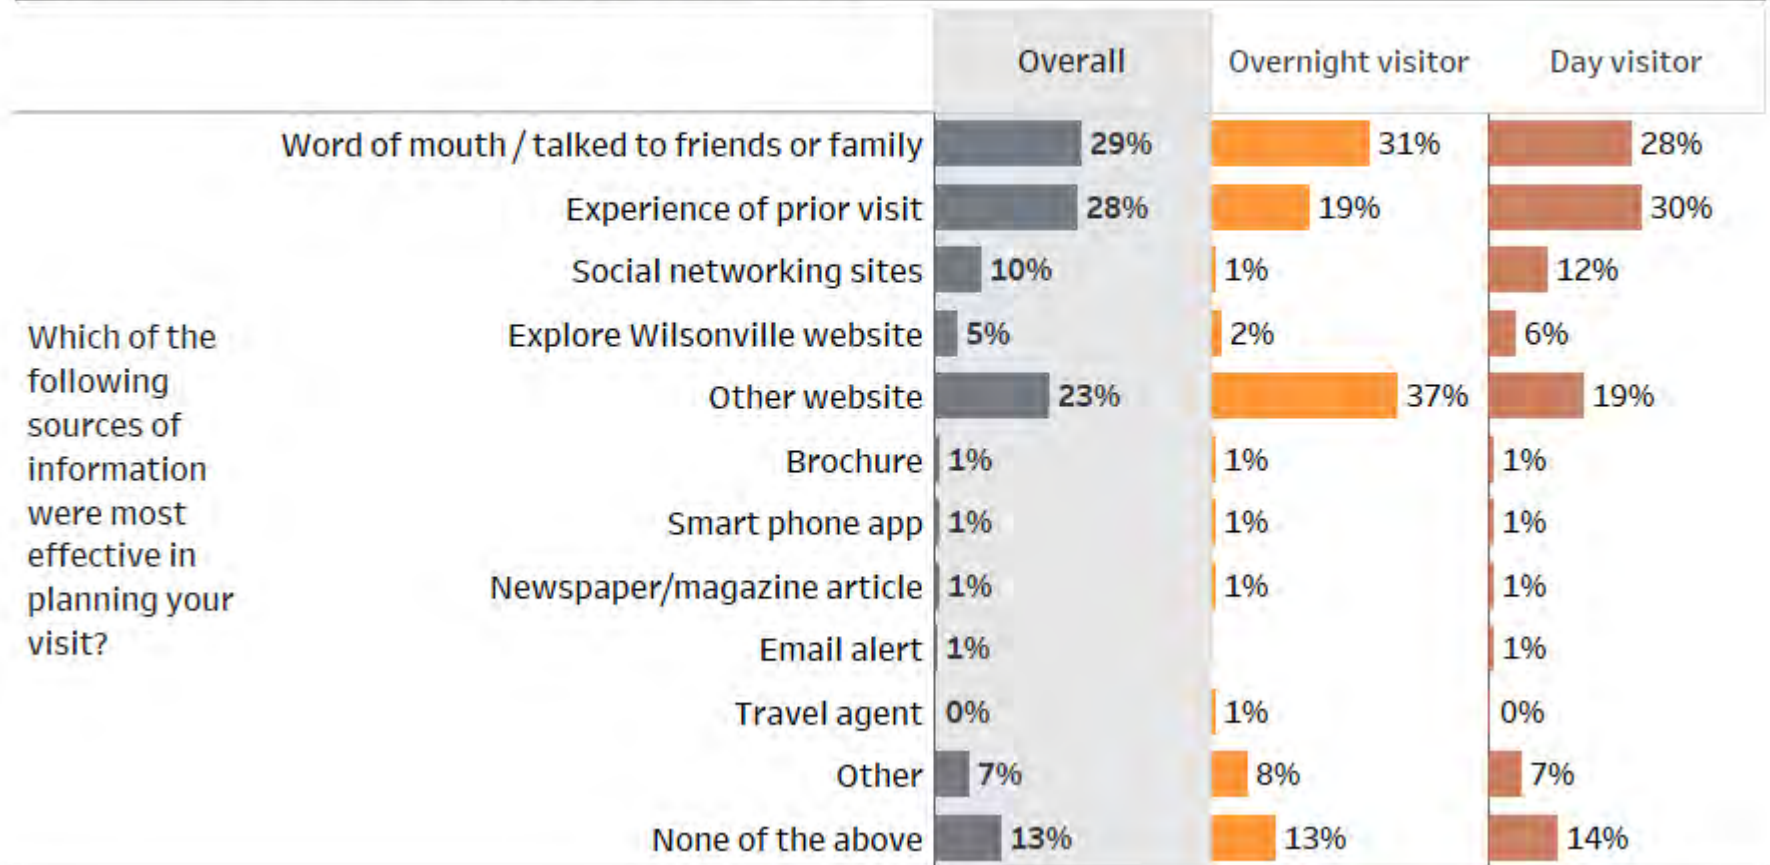 Overall Overnight visitor Day visitor
Word of mouth / talked to friends or family 29% 31% 28%
Experience of prior visit 28% 19% 30%
Social networking sites 10% 1% 12%
Explore Wilsonville website 5% 2% 6%
Other website 23% 37% 19%
Brochure 1% 1% 1%
Smart phone app 1% 1% 1%
Newspaper/magazine article 1% 1% 1%
Email alert 1% 1%
Travel agent 0% 1% 0%
Other 7% 8% 7%
None of the above 13% 13% 14%
Which of the
following
sources of
information
were most
effective in
planning your
visit?